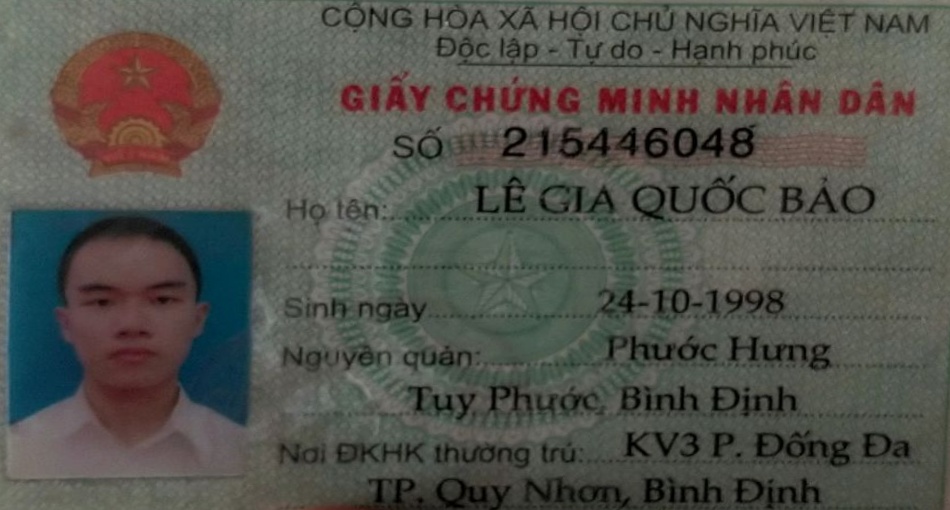 CỘNG HÒA XÃ HỘI CHỦ NGHĨA VIỆT NAM
Độc lập - Tự do - Hạnh phúc
GIẤY CHỨNG MINH NHÂN DÂN
SỐ 215446048
Họ tên: LÊ GIA QUỐC BẢO
Sinh ngày 24-10-1998
Nguyên quán: Phước Hưng
Tuy Phước, Bình Định
Nơi ĐKHK thường trú: KV3 P. Đống Đa
TP. Quy Nhơn, Bình Định